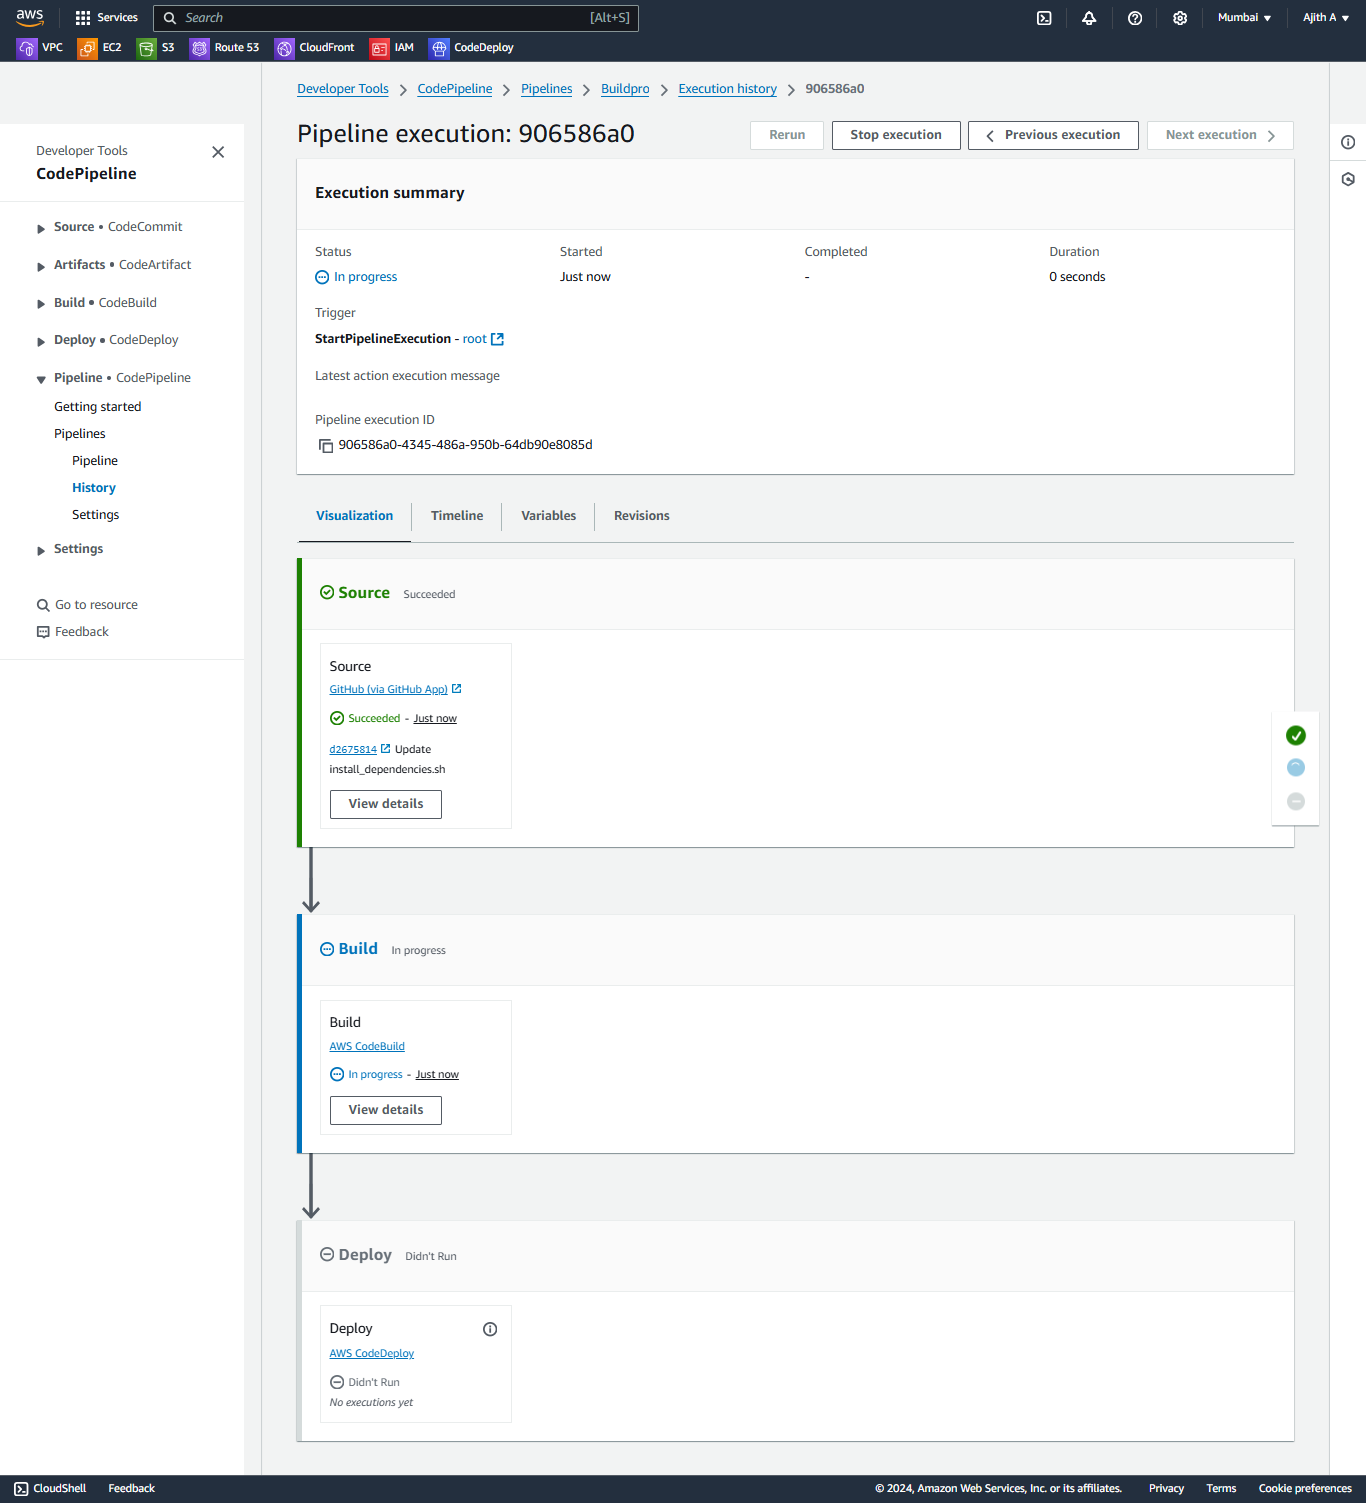 aws Services Search [Alt+S] Mumbai Ajith A
VPC EC2 S3 Route 53 CloudFront IAM CodeDeploy
Developer Tools
CodePipeline
Source • CodeCommit
Artifacts • CodeArtifact
Build • CodeBuild
Deploy • CodeDeploy
Pipeline • CodePipeline
Getting started
Pipelines
Pipeline
History
Settings
Settings
Go to resource
Feedback
Developer Tools CodePipeline Pipelines Buildpro Execution history 906586a0
Pipeline execution: 906586a0 Rerun Stop execution Previous execution Next execution
Execution summary
Status Started Completed Duration
In progress Just now - 0 seconds
Trigger
StartPipelineExecution - root
Latest action execution message
Pipeline execution ID
906586a0-4345-486a-950b-64db90e8085d
Visualization Timeline Variables Revisions
Source Succeeded
Source
GitHub (via GitHub App)
Succeeded - Just now
d2675814 Update
install_dependencies.sh
View details
Build In progress
Build
AWS CodeBuild
In progress - Just now
View details
Deploy Didn't Run
Deploy
AWS CodeDeploy
Didn't Run
No executions yet
CloudShell Feedback © 2024, Amazon Web Services, Inc. or its affiliates. Privacy Terms Cookie preferences